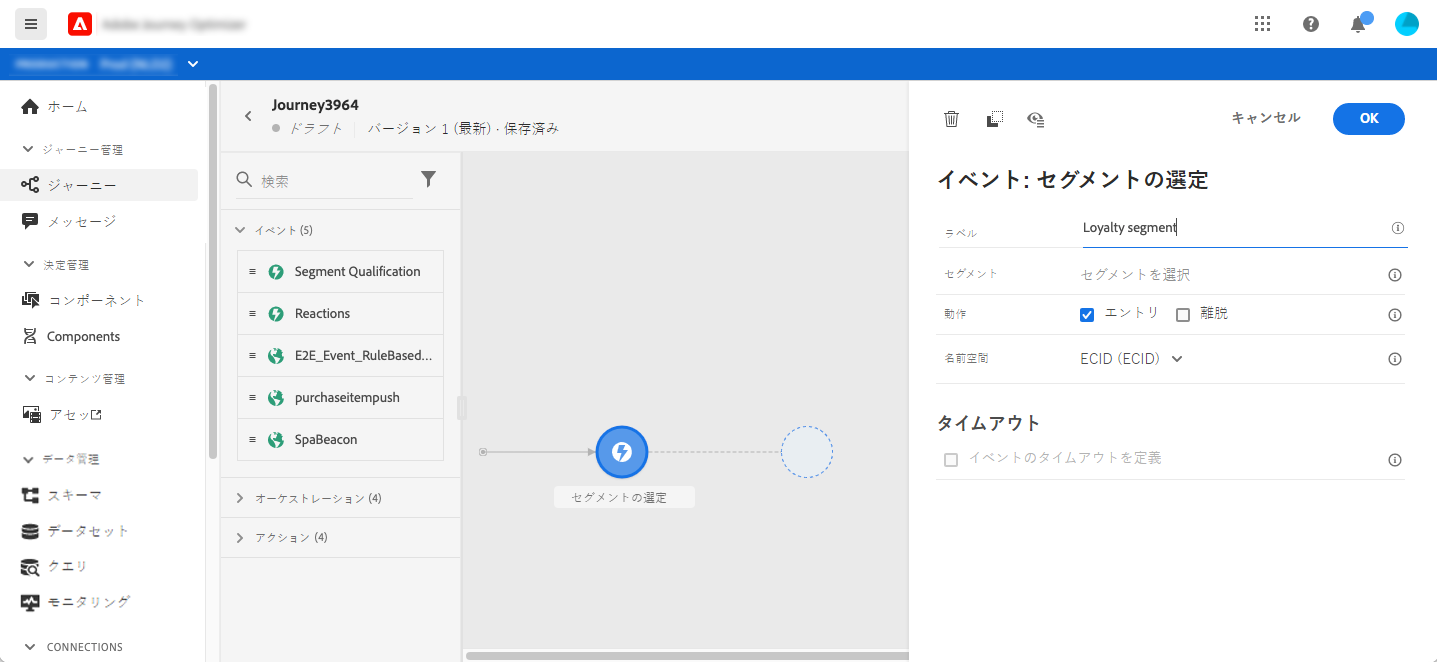 ホーム
ジャーニー管理
ジャーニー
メッセージ
決定管理
コンポーネント
Components
コンテンツ管理
アセッ
データ管理
スキーマ
データセット
クエリ
モニタリング
CONNECTIONS
Journey3964
ドラフト バージョン 1 (最新) · 保存済み
検索
イベント (5)
Segment Qualification
Reactions
E2E_Event_RuleBased...
purchaseitempush
SpaBeacon
オーケストレーション (4)
アクション (4)
セグメントの選定
キャンセル OK
イベント: セグメントの選定
ラベル Loyalty segment
セグメント セグメントを選択
動作 エントリ 離脱
名前空間 ECID (ECID)
タイムアウト
イベントのタイムアウトを定義